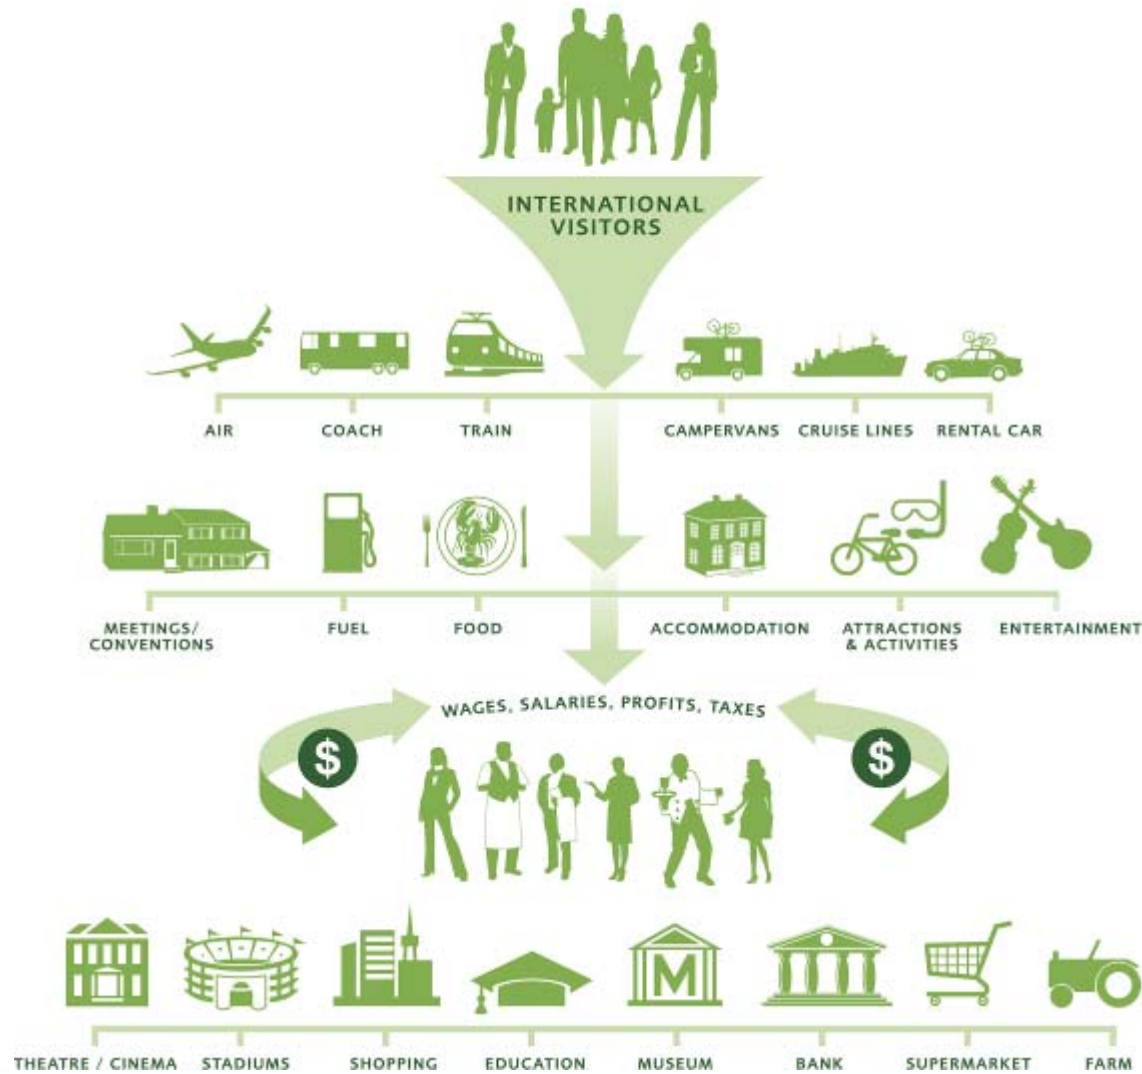 INTERNATIONAL
VISITORS
AIR
COACH
TRAIN
CAMPERVANS
CRUISE LINES
RENTAL CAR
MEETINGS/
CONVENTIONS
FUEL
FOOD
ACCOMMODATION
ATTRACTIONS
& ACTIVITIES
ENTERTAINMENT
WAGES, SALARIES, PROFITS, TAXES
$
$
M
THEATRE / CINEMA
STADIUMS
SHOPPING
EDUCATION
MUSEUM
BANK
SUPERMARKET
FARM